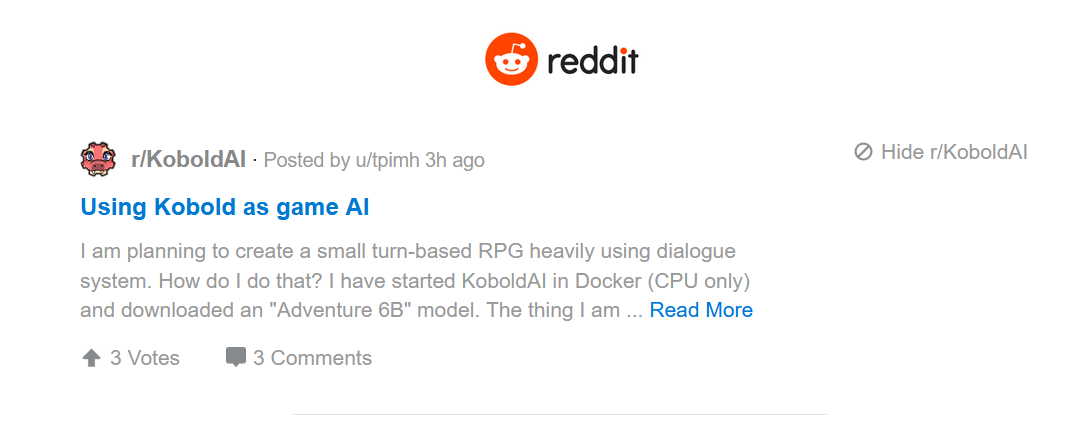 reddit
r/KoboldAI · Posted by u/tpimh 3h ago
Hide r/KoboldAI
Using Kobold as game AI
I am planning to create a small turn-based RPG heavily using dialogue
system. How do I do that? I have started KoboldAI in Docker (CPU only)
and downloaded an "Adventure 6B" model. The thing I am ... Read More
3 Votes 3 Comments